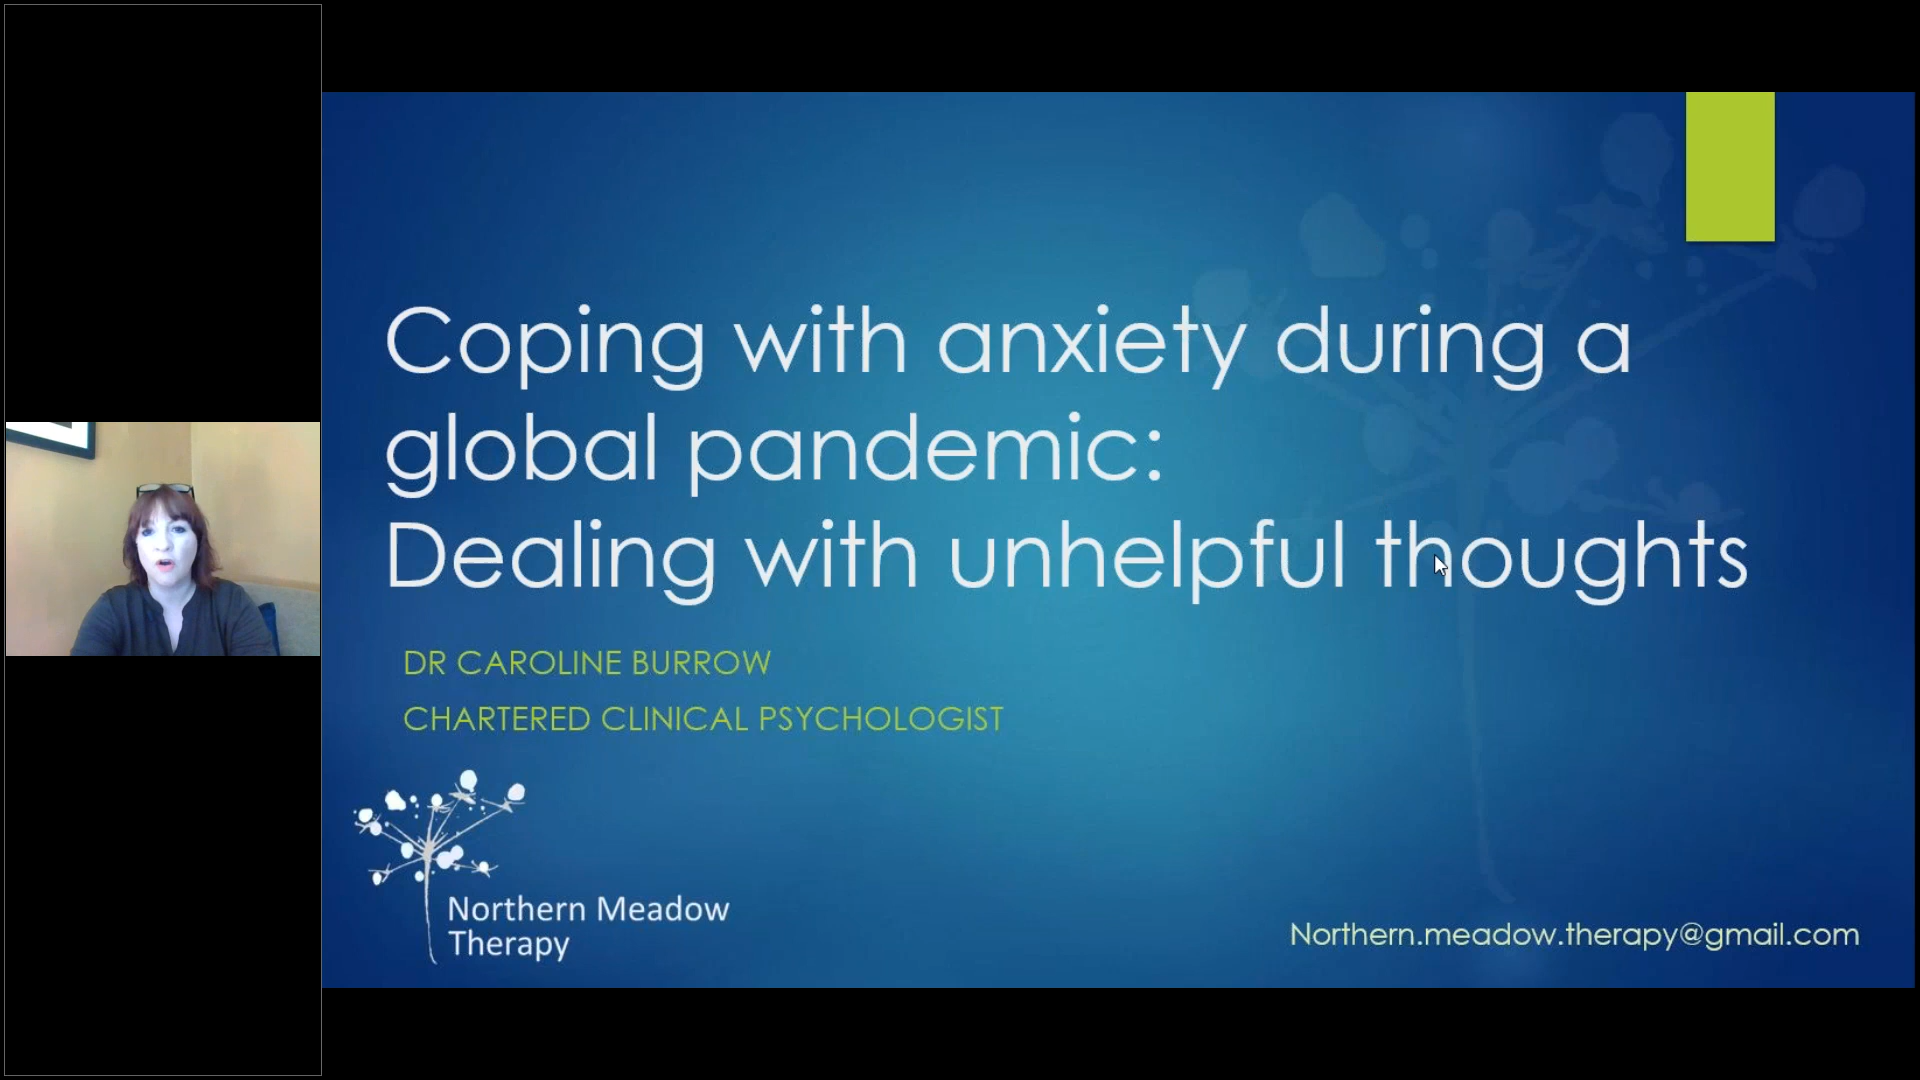 Coping with anxiety during a
global pandemic:
Dealing with unhelpful thoughts
DR CAROLINE BURROW
CHARTERED CLINICAL PSYCHOLOGIST
Northern Meadow
Therapy
Northern.meadow.therapy@gmail.com